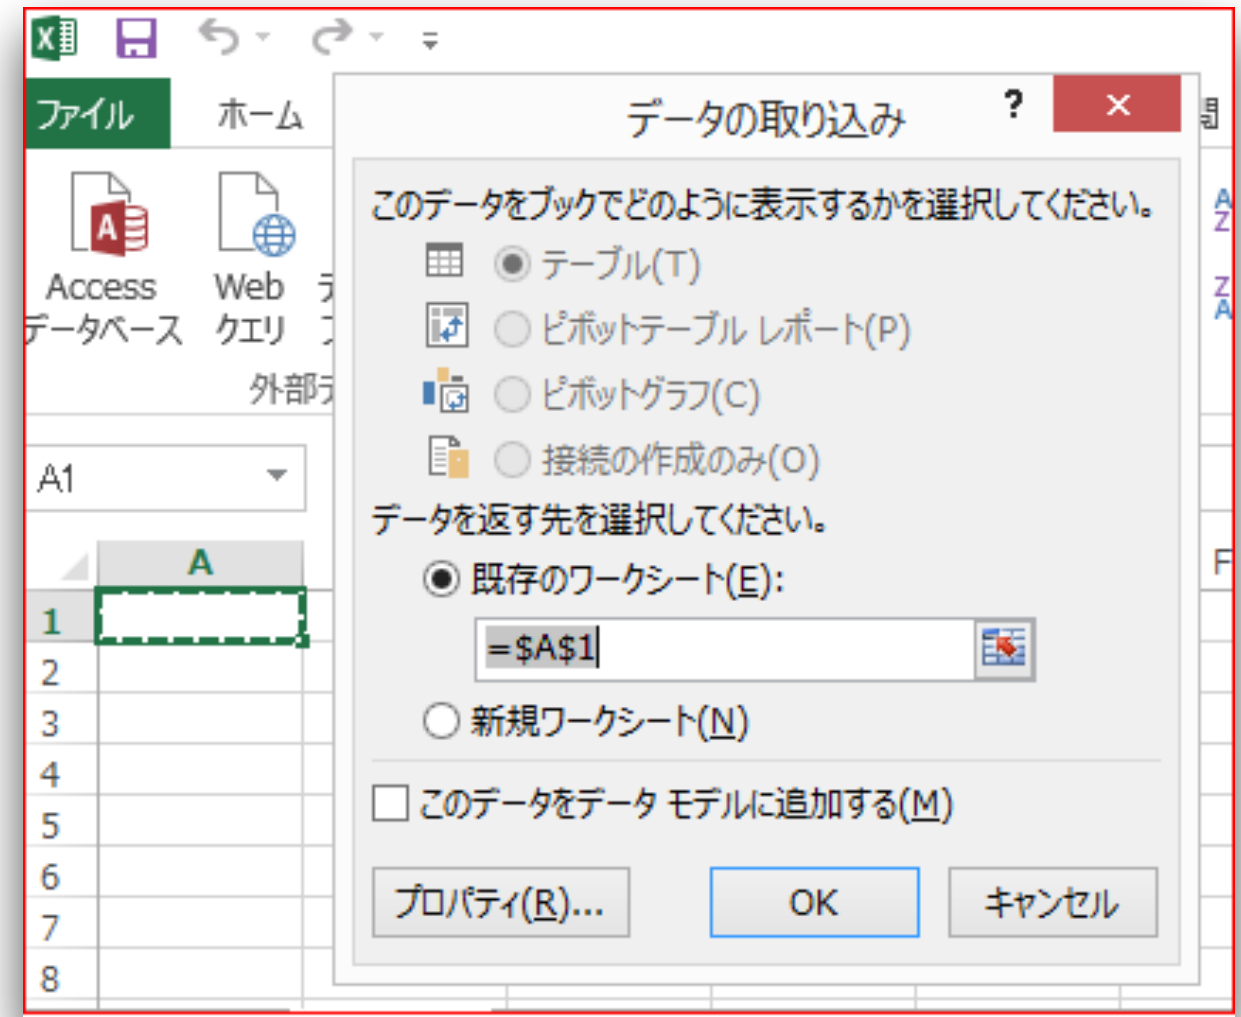 ファイル ホーム
データの取り込み ?
Access
データベース
Web
クエリ
A
Z
Z
A
A1
A
F
1
2
3
4
5
6
7
8
このデータをブックでどのように表示するかを選択してください。
テーブル(T)
ピボットテーブル レポート(P)
ピボットグラフ(C)
接続の作成のみ(O)
データを返す先を選択してください。
既存のワークシート(E):
=$A$1
新規ワークシート(N)
このデータをデータ モデルに追加する(M)
プロパティ(R)... OK キャンセル